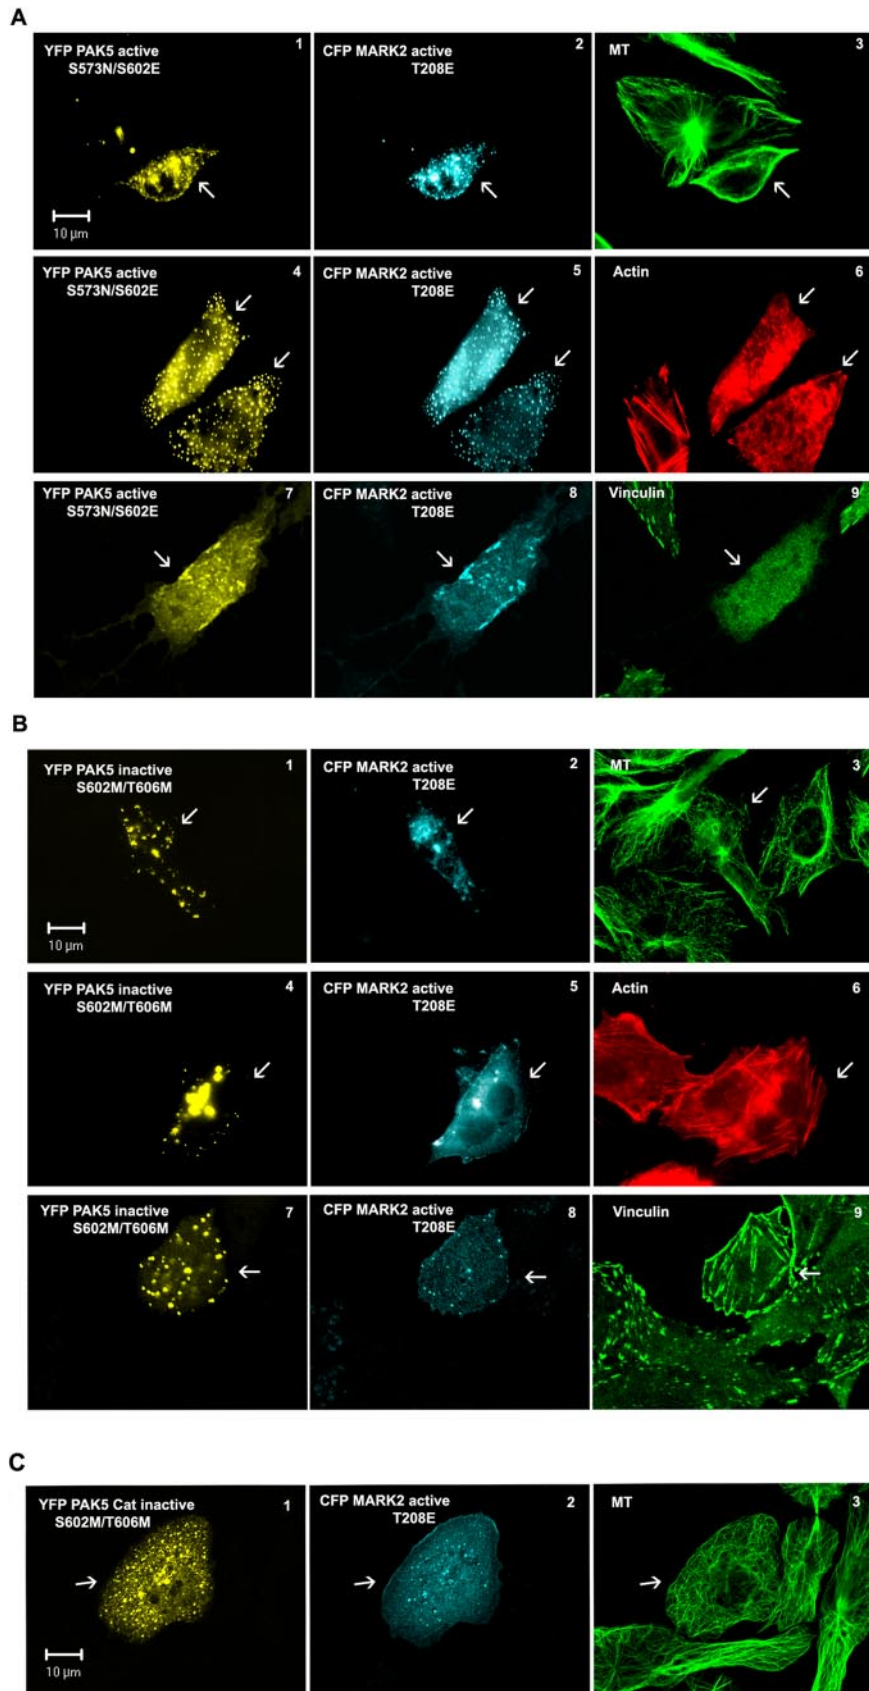 A
YFP PAK5 active
S573N/S602E
1
CFP MARK2 active
T208E
2
MT
3
10 µm
YFP PAK5 active
S573N/S602E
4
CFP MARK2 active
T208E
5
Actin
6
YFP PAK5 active
S573N/S602E
7
CFP MARK2 active
T208E
8
Vinculin
9
B
YFP PAK5 inactive
S602M/T606M
1
CFP MARK2 active
T208E
2
MT
3
10 µm
YFP PAK5 inactive
S602M/T606M
4
CFP MARK2 active
T208E
5
Actin
6
YFP PAK5 inactive
S602M/T606M
7
CFP MARK2 active
T208E
8
Vinculin
9
C
YFP PAK5 Cat inactive
S602M/T606M
1
CFP MARK2 active
T208E
2
MT
3
10 µm